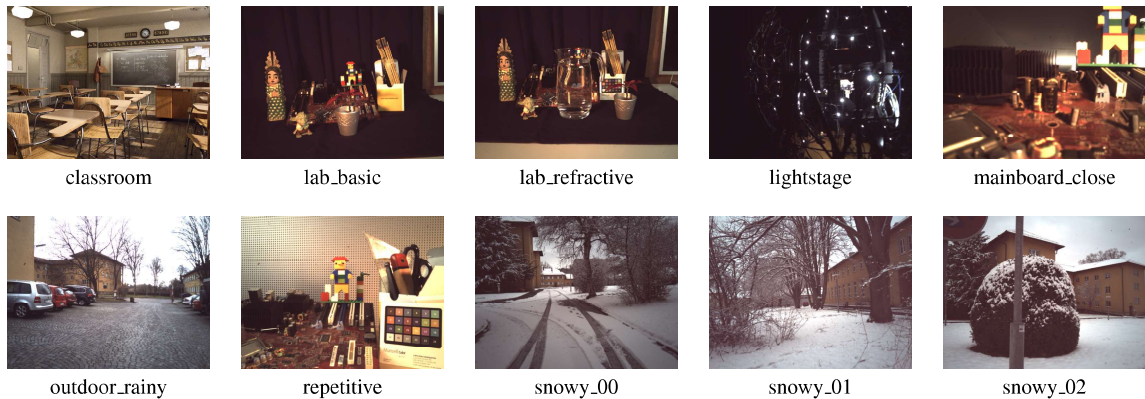 classroom
lab_basic
lab_refractive
lightstage
mainboard_close
outdoor_rainy
repetitive
snowy_00
snowy_01
snowy_02